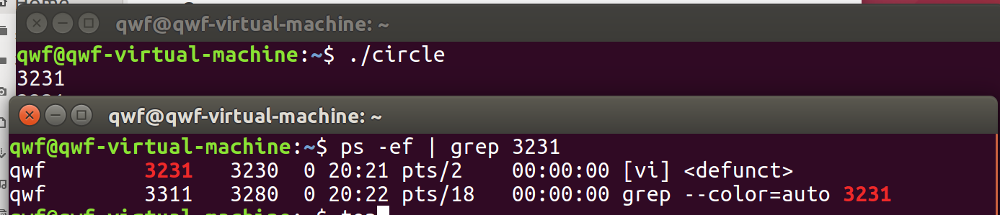 qwf@qwf-virtual-machine: ~
qwf@qwf-virtual-machine:~$ ./circle
3231
qwf@qwf-virtual-machine: ~
qwf@qwf-virtual-machine:~$ ps -ef | grep 3231
qwf 3231 3230 0 20:21 pts/2 00:00:00 [vi] <defunct>
qwf 3311 3280 0 20:22 pts/18 00:00:00 grep --color=auto 3231